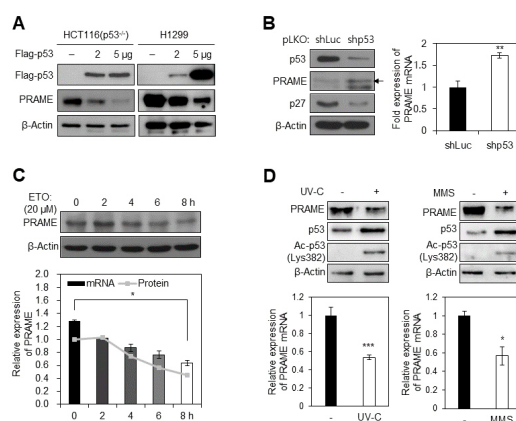 A
HCT116(p53-/-) H1299
Flag-p53 – 2 5 μg – 2 5 μg
Flag-p53
PRAME
β-Actin
B
pLKO: shLuc shp53
p53
PRAME
p27
β-Actin
Fold expression of
PRAME mRNA
2
1.5
1
0.5
0
**
shLuc shp53
C
ETO:
(20 μM)
0 2 4 6 8 h
PRAME
β-Actin
Relative expression
of PRAME
1.4
1.2
1.0
0.8
0.6
0.4
0.2
0.0
mRNA Protein
*
0 2 4 6 8 h
D
UV-C - +
PRAME
p53
Ac-p53
(Lys382)
β-Actin
MMS - +
PRAME
p53
Ac-p53
(Lys382)
β-Actin
Relative expression
of PRAME mRNA
1.2
1
0.8
0.6
0.4
0.2
0
***
- UV-C
Relative expression
of PRAME mRNA
1.2
1
0.8
0.6
0.4
0.2
0
*
- MMS